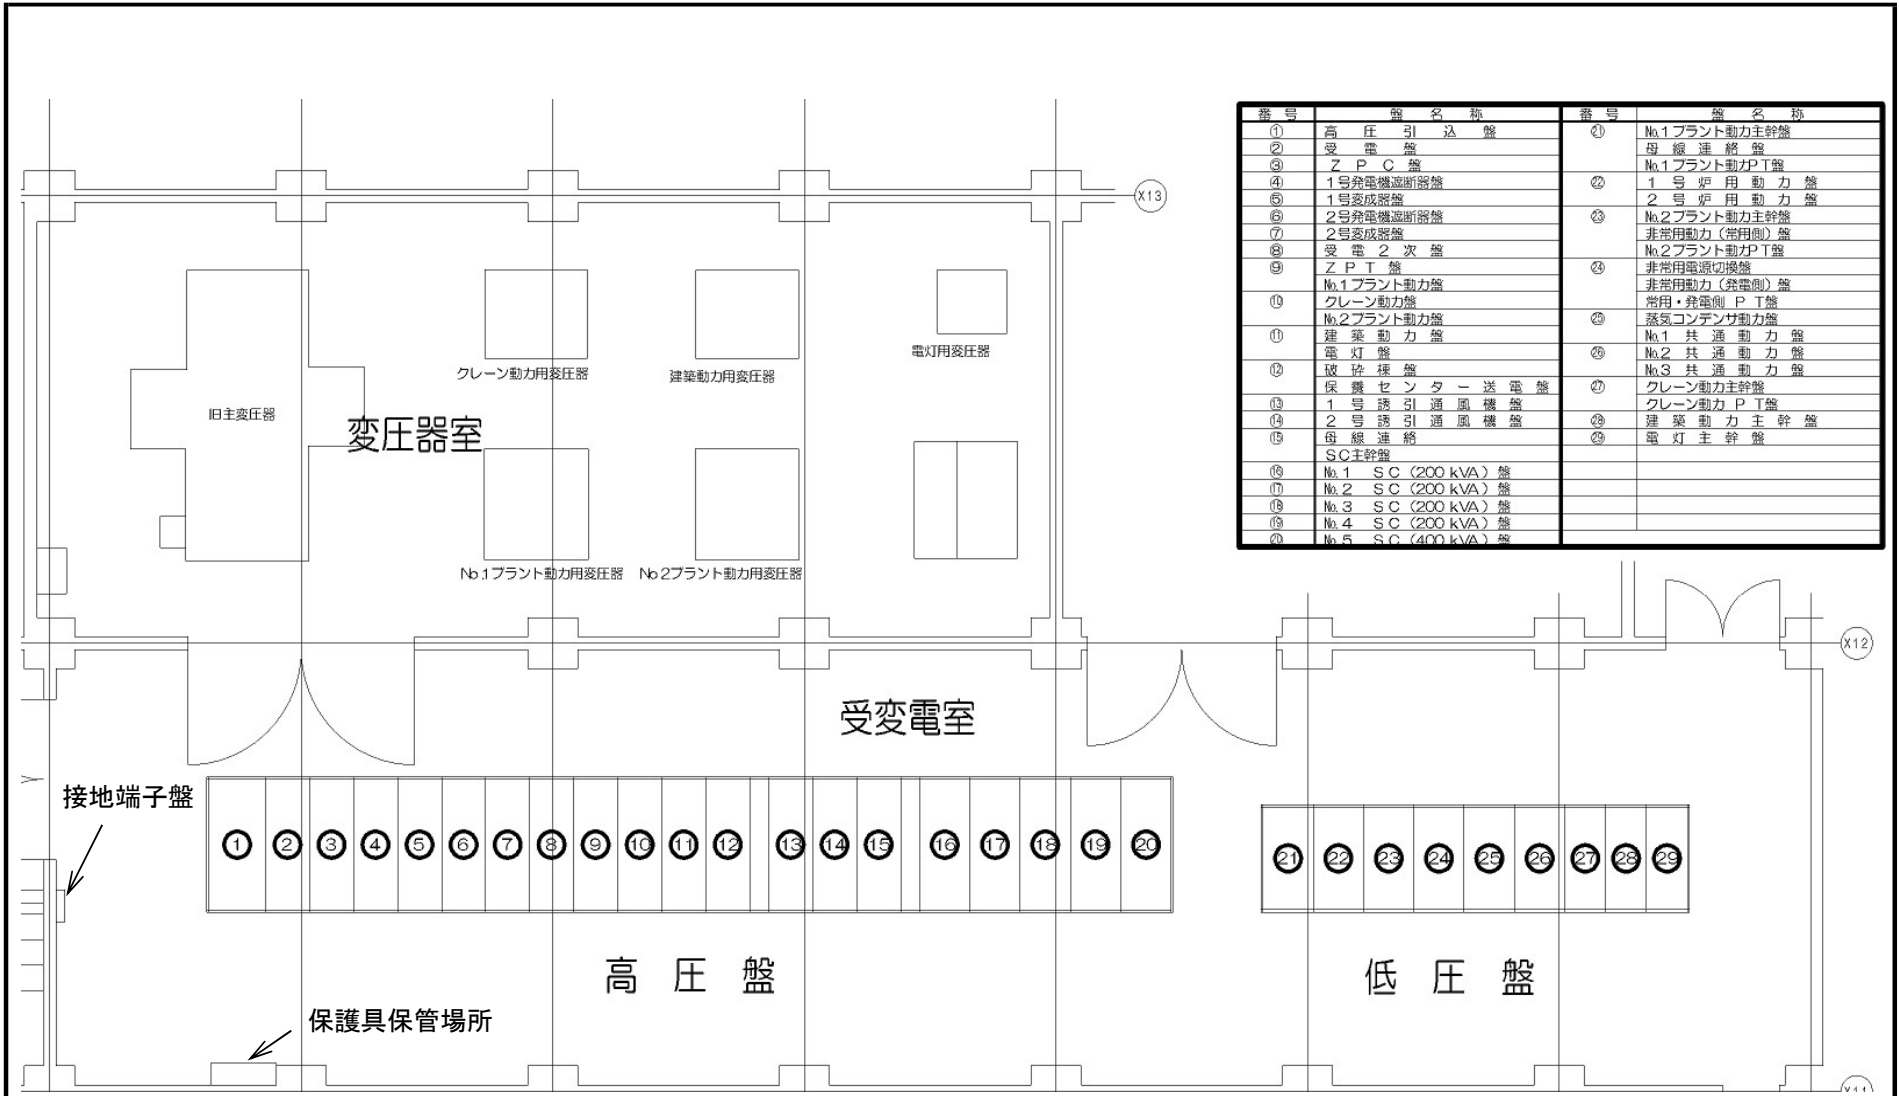 番号 盤名称 番号 盤名称
① 高圧引込盤 ㉑ No.1プラント動力主幹盤
② 受電盤 母線連絡盤
③ ZPC盤 No.1プラント動力PT盤
④ 1号発電機遮断器盤 ㉒ 1号炉用動力盤
⑤ 1号変成器盤 2号炉用動力盤
⑥ 2号発電機遮断器盤 ㉓ No.2プラント動力主幹盤
⑦ 2号変成器盤 非常用動力(常用側)盤
⑧ 受電2次盤 No.2プラント動力PT盤
⑨ ZPT盤 ㉔ 非常用電源切換盤
No.1プラント動力盤 非常用動力(発電側)盤
⑩ クレーン動力盤 常用・発電側PT盤
No.2プラント動力盤 ㉕ 蒸気コンデンサ動力盤
⑪ 建築動力盤 No.1共通動力盤
電灯盤 ㉖ No.2共通動力盤
⑫ 破砕棟盤 No.3共通動力盤
保養センター送電盤 ㉗ クレーン動力主幹盤
⑬ 1号誘引通風機盤 クレーン動力PT盤
⑭ 2号誘引通風機盤 ㉘ 建築動力主幹盤
⑮ 母線連絡 ㉙ 電灯主幹盤
SC主幹盤
⑯ No.1 SC(200kVA)盤
⑰ No.2 SC(200kVA)盤
⑱ No.3 SC(200kVA)盤
⑲ No.4 SC(200kVA)盤
⑳ No.5 SC(400kVA)盤
X13
クレーン動力用変圧器
建築動力用変圧器
電灯用変圧器
旧主変圧器
変圧器室
No.1プラント動力用変圧器
No.2プラント動力用変圧器
X12
受変電室
接地端子盤
① ② ③ ④ ⑤ ⑥ ⑦ ⑧ ⑨ ⑩ ⑪ ⑫ ⑬ ⑭ ⑮ ⑯ ⑰ ⑱ ⑲ ⑳
㉑ ㉒ ㉓ ㉔ ㉕ ㉖ ㉗ ㉘ ㉙
高圧盤
低圧盤
保護具保管場所
X11